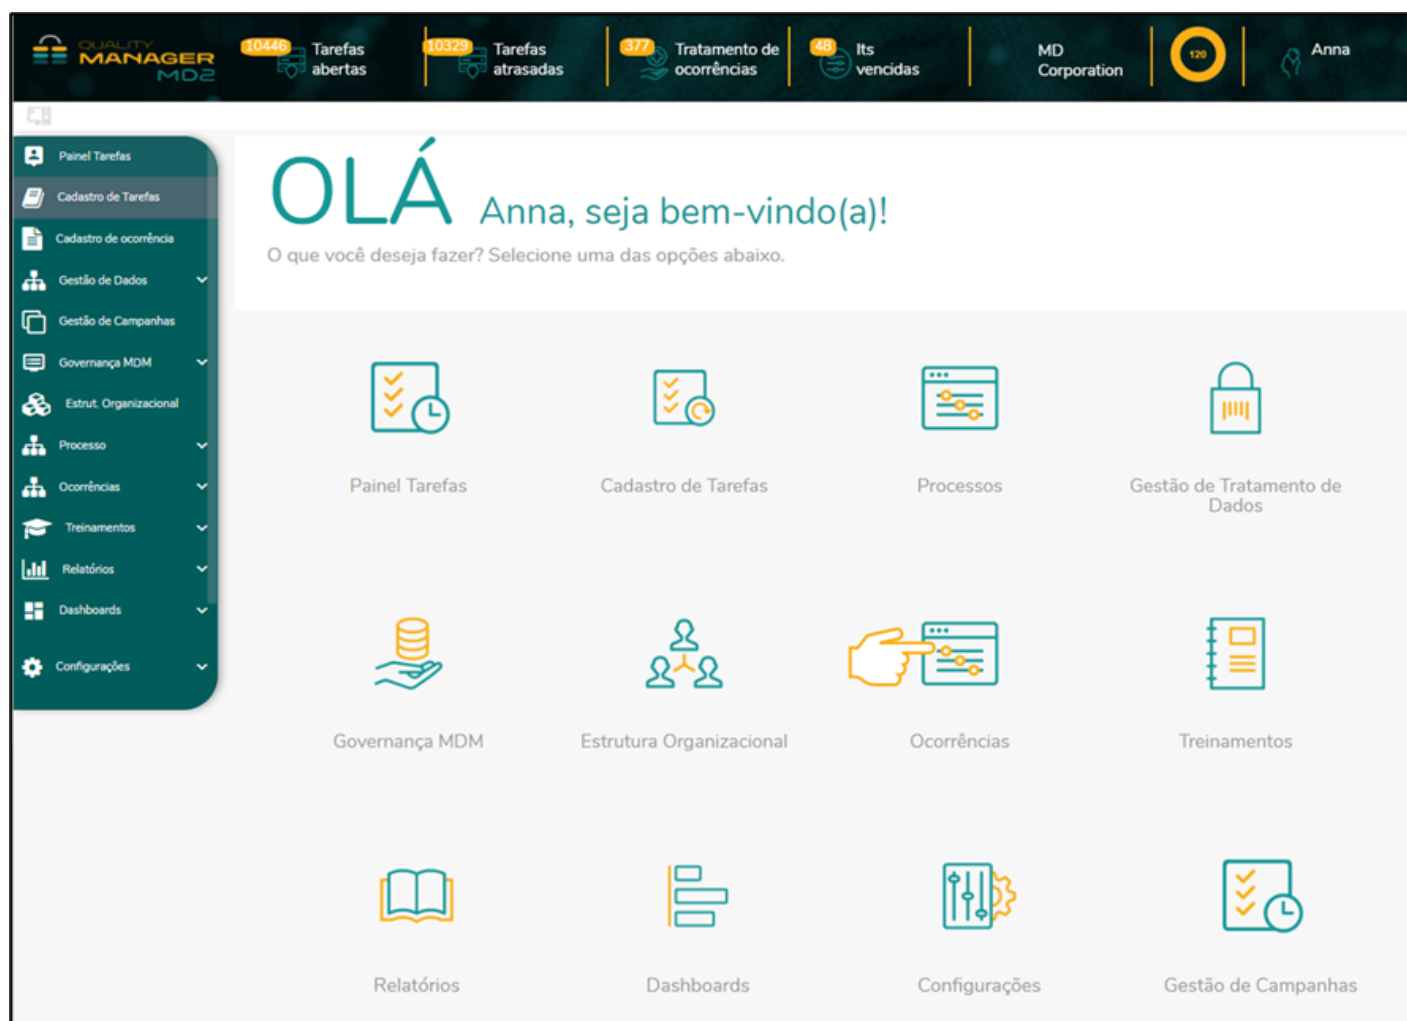 QUALITY
MANAGER
MD2
10446
Tarefas
abertas
10329
Tarefas
atrasadas
377
Tratamento de
ocorrências
48
Its
vencidas
MD
Corporation
120
Anna
Painel Tarefas
Cadastro de Tarefas
Cadastro de ocorrência
Gestão de Dados
Gestão de Campanhas
Governança MDM
Estrut. Organizacional
Processo
Ocorrências
Treinamentos
Relatórios
Dashboards
Configurações
OLÁ Anna, seja bem-vindo(a)!
O que você deseja fazer? Selecione uma das opções abaixo.
Painel Tarefas
Cadastro de Tarefas
Processos
Gestão de Tratamento de
Dados
Governança MDM
Estrutura Organizacional
Ocorrências
Treinamentos
Relatórios
Dashboards
Configurações
Gestão de Campanhas